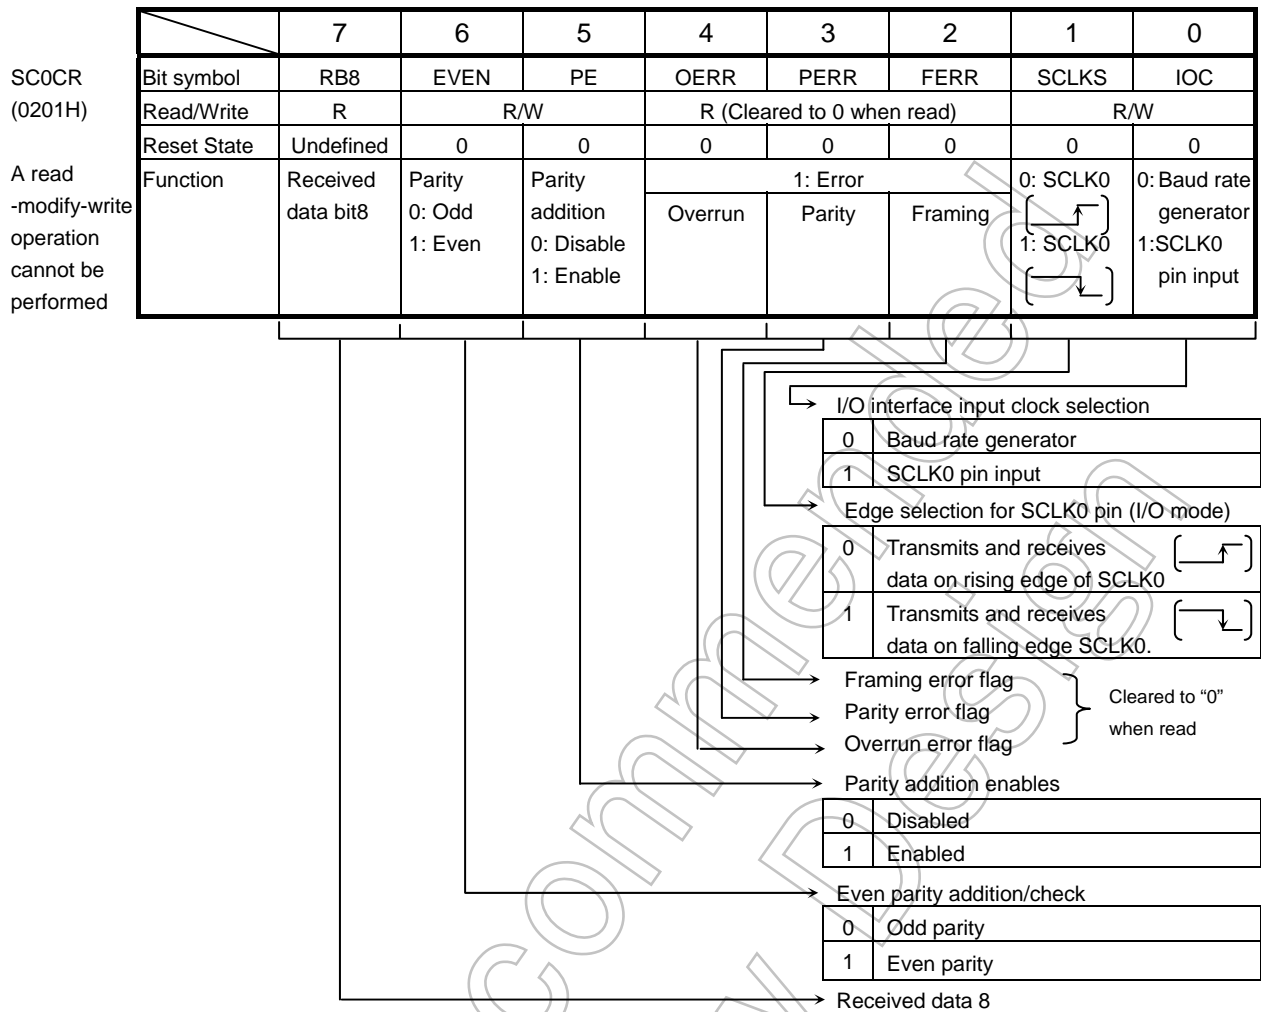 7 6 5 4 3 2 1 0
SC0CR
(0201H)
A read
-modify-write
operation
cannot be
performed
Bit symbol RB8 EVEN PE OERR PERR FERR SCLKS IOC
Read/Write R R/W R (Cleared to 0 when read) R/W
Reset State Undefined 0 0 0 0 0 0 0
Function
Received
data bit8
Parity
0: Odd
1: Even
Parity
addition
0: Disable
1: Enable
1: Error
Overrun Parity Framing
0: SCLK0
1: SCLK0
0: Baud rate
generator
1:SCLK0
pin input
I/O interface input clock selection
0 Baud rate generator
1 SCLK0 pin input
Edge selection for SCLK0 pin (I/O mode)
0 Transmits and receives
data on rising edge of SCLK0
1 Transmits and receives
data on falling edge SCLK0.
Framing error flag
Parity error flag
Overrun error flag
Cleared to “0”
when read
Parity addition enables
0 Disabled
1 Enabled
Even parity addition/check
0 Odd parity
1 Even parity
Received data 8
commended
Design